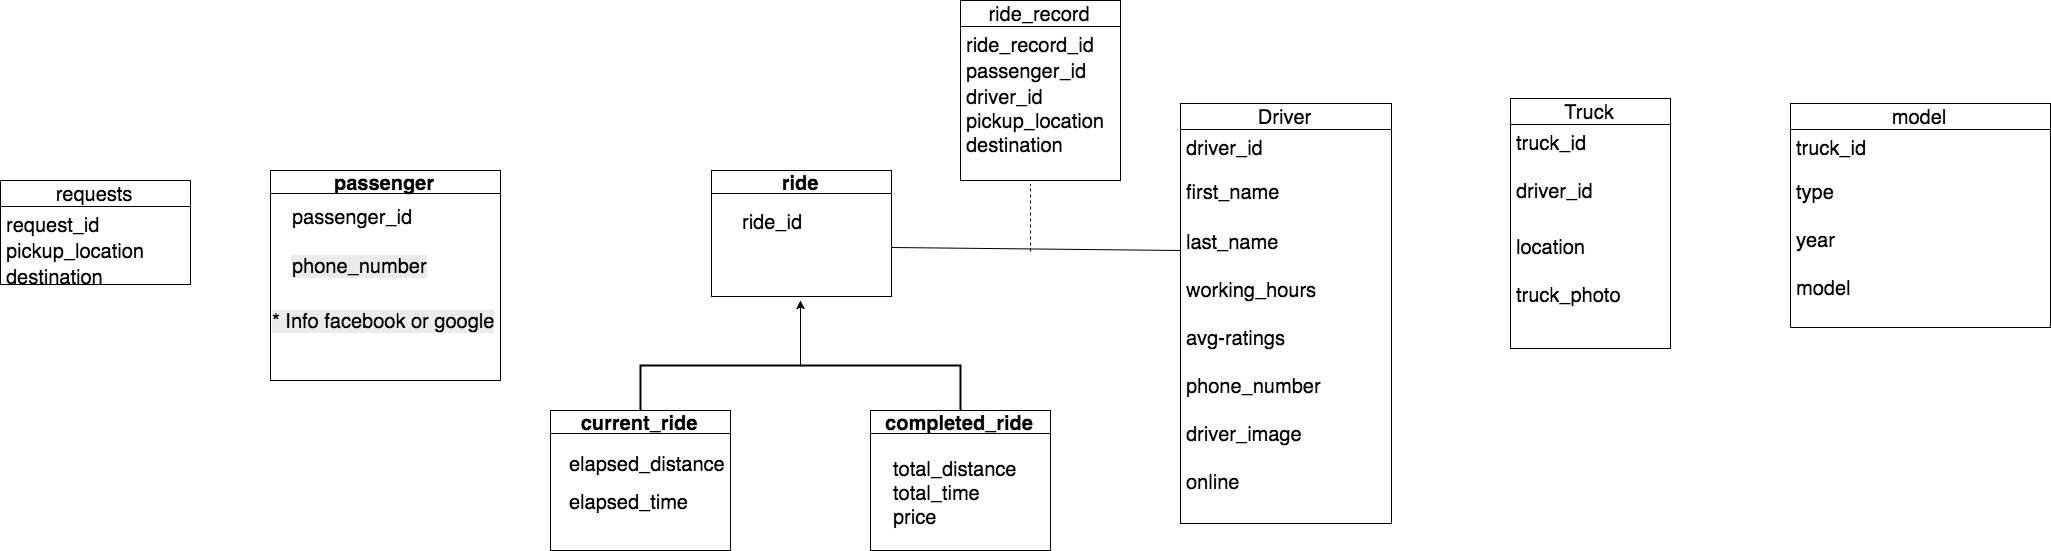 requests
request_id
pickup_location
destination
passenger
passenger_id
phone_number
* Info facebook or google
ride
ride_id
current_ride
elapsed_distance
elapsed_time
completed_ride
total_distance
total_time
price
ride_record
ride_record_id
passenger_id
driver_id
pickup_location
destination
Driver
driver_id
first_name
last_name
working_hours
avg-ratings
phone_number
driver_image
online
Truck
truck_id
driver_id
location
truck_photo
model
truck_id
type
year
model